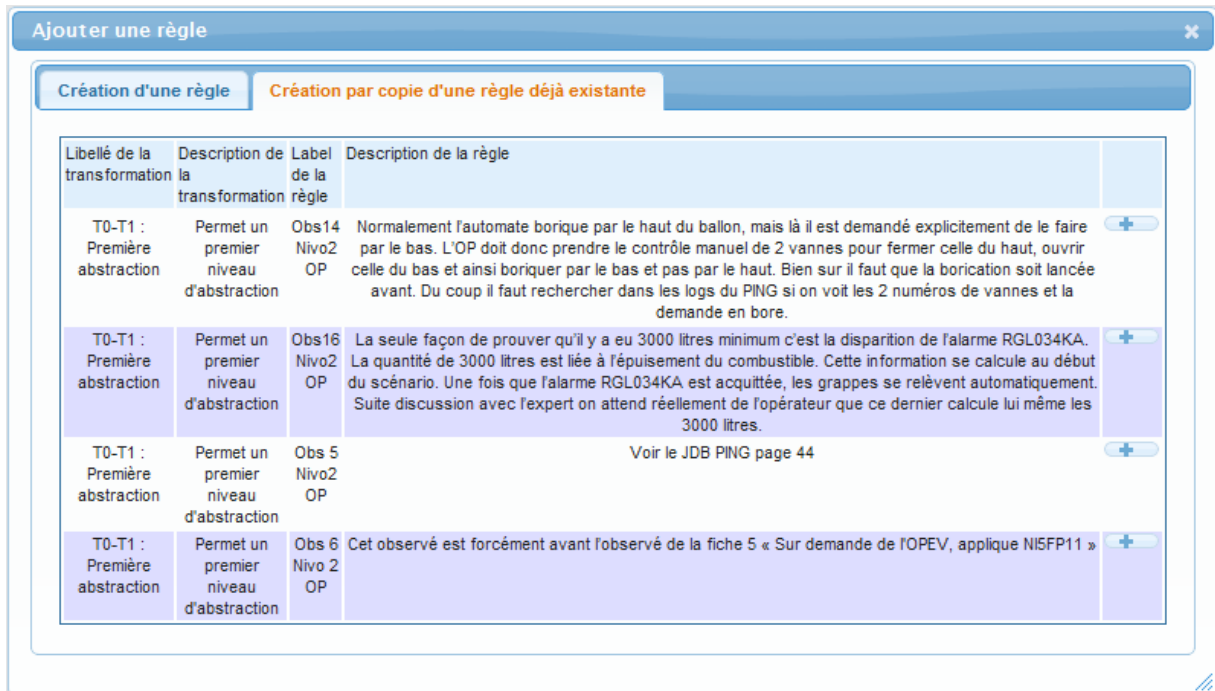 Ajouter une règle
Création d'une règle
Création par copie d'une règle déjà existante
Libellé de la
transformation
Description de
la
transformation
Label
de la
règle
Description de la règle
T0-T1 :
Première
abstraction
Permet un
premier
niveau
d'abstraction
Obs14
Nivo2
OP
Normalement l'automate borique par le haut du ballon, mais là il est demandé explicitement de le faire
par le bas. L'OP doit donc prendre le contrôle manuel de 2 vannes pour fermer celle du haut, ouvrir
celle du bas et ainsi boriquer par le bas et pas par le haut. Bien sur il faut que la borication soit lancée
avant. Du coup il faut rechercher dans les logs du PING si on voit les 2 numéros de vannes et la
demande en bore.
T0-T1 :
Première
abstraction
Permet un
premier
niveau
d'abstraction
Obs16
Nivo2
OP
La seule façon de prouver qu'il y a eu 3000 litres minimum c'est la disparition de l'alarme RGL034KA.
La quantité de 3000 litres est liée à l'épuisement du combustible. Cette information se calcule au début
du scénario. Une fois que l'alarme RGL034KA est acquittée, les grappes se relèvent automatiquement.
Suite discussion avec l'expert on attend réellement de l'opérateur que ce dernier calcule lui même les
3000 litres.
T0-T1 :
Première
abstraction
Permet un
premier
niveau
d'abstraction
Obs 5
Nivo2
OP
Voir le JDB PING page 44
T0-T1 :
Première
abstraction
Permet un
premier
niveau
d'abstraction
Obs 6
Nivo 2
OP
Cet observé est forcément avant l'observé de la fiche 5 « Sur demande de l'OPEV, applique NI5FP11 »